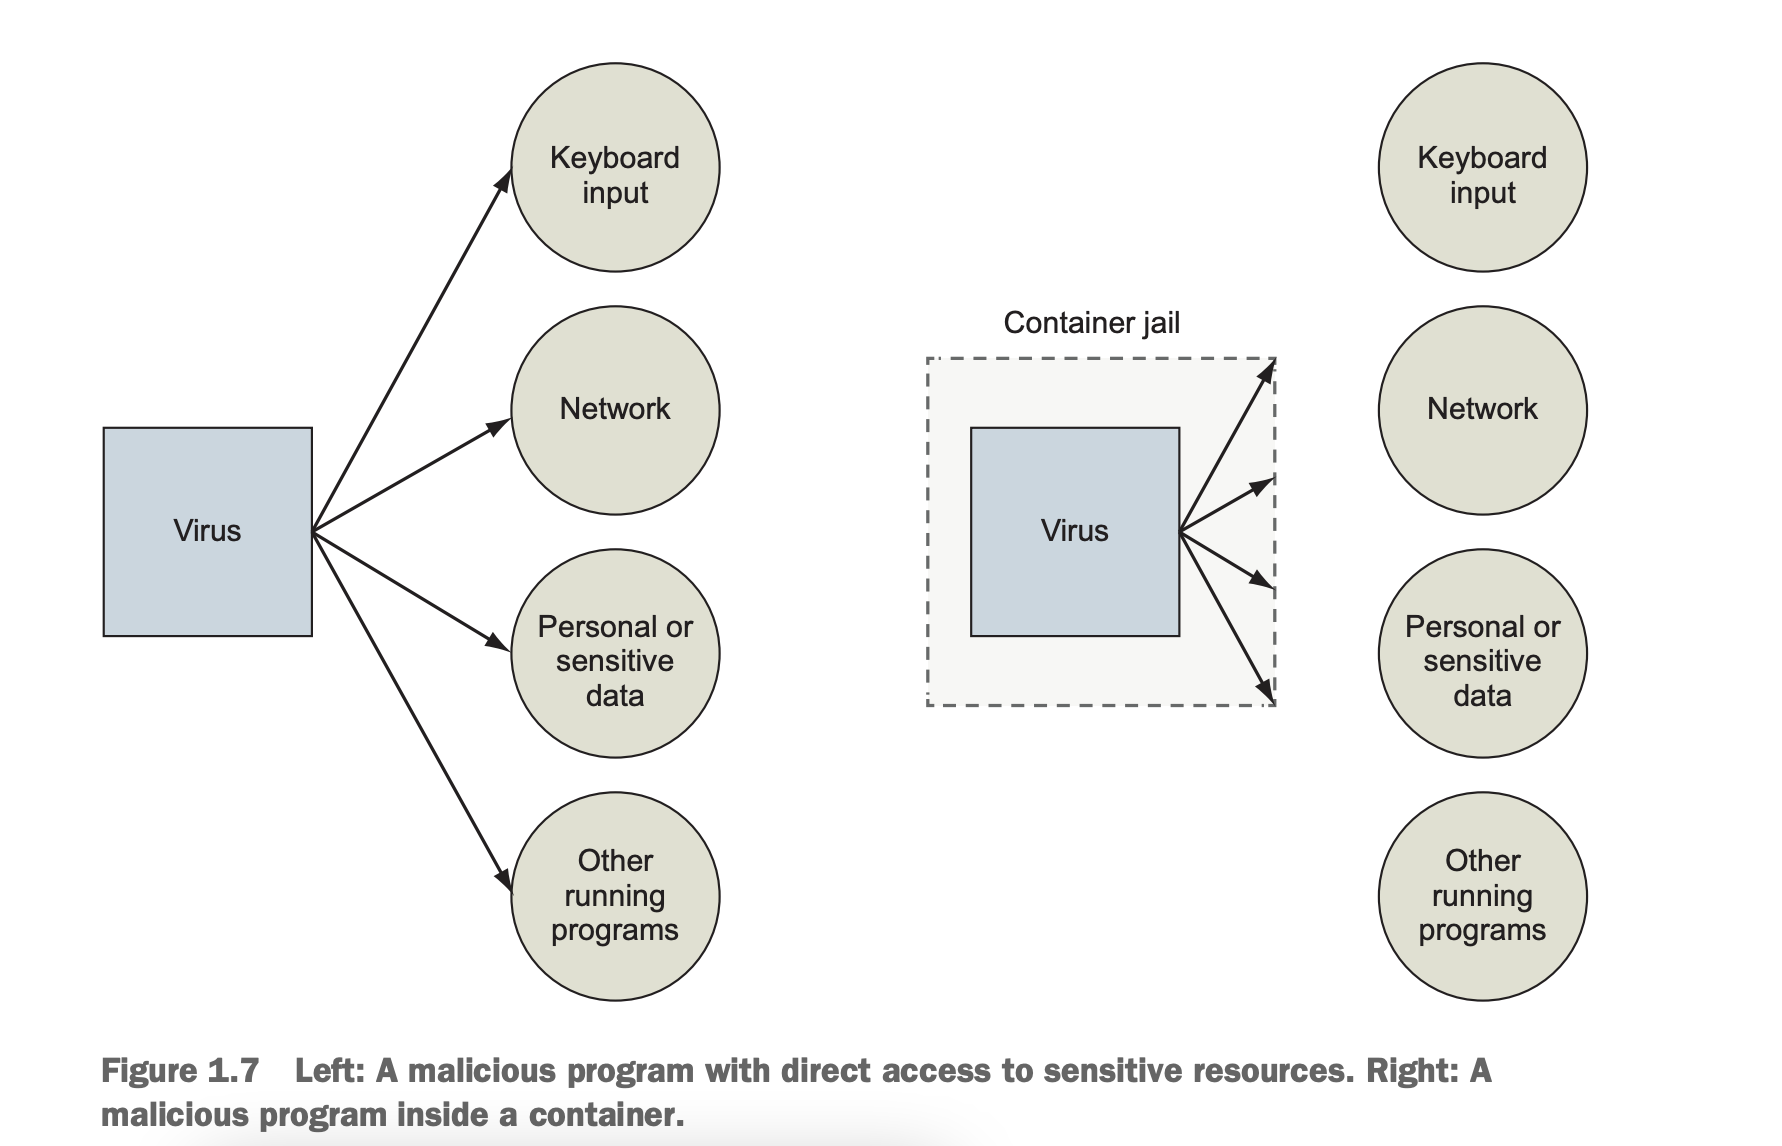 Keyboard
input
Network
Virus
Personal or
sensitive
data
Other
running
programs
Container jail
Virus
Keyboard
input
Network
Personal or
sensitive
data
Other
running
programs
Figure 1.7 Left: A malicious program with direct access to sensitive resources. Right: A
malicious program inside a container.